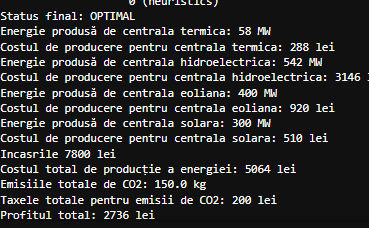 0 (heuristics)
Status final: OPTIMAL
Energie produsă de centrala termica: 58 MW
Costul de producere pentru centrala termica: 288 lei
Energie produsă de centrala hidroelectrica: 542 MW
Costul de producere pentru centrala hidroelectrica: 3146
Energie produsă de centrala eoliana: 400 MW
Costul de producere pentru centrala eoliana: 920 lei
Energie produsă de centrala solara: 300 MW
Costul de producere pentru centrala solara: 510 lei
Incasrile 7800 lei
Costul total de producție a energiei: 5064 lei
Emisiile totale de CO2: 150.0 kg
Taxele totale pentru emisii de CO2: 200 lei
Profitul total: 2736 lei